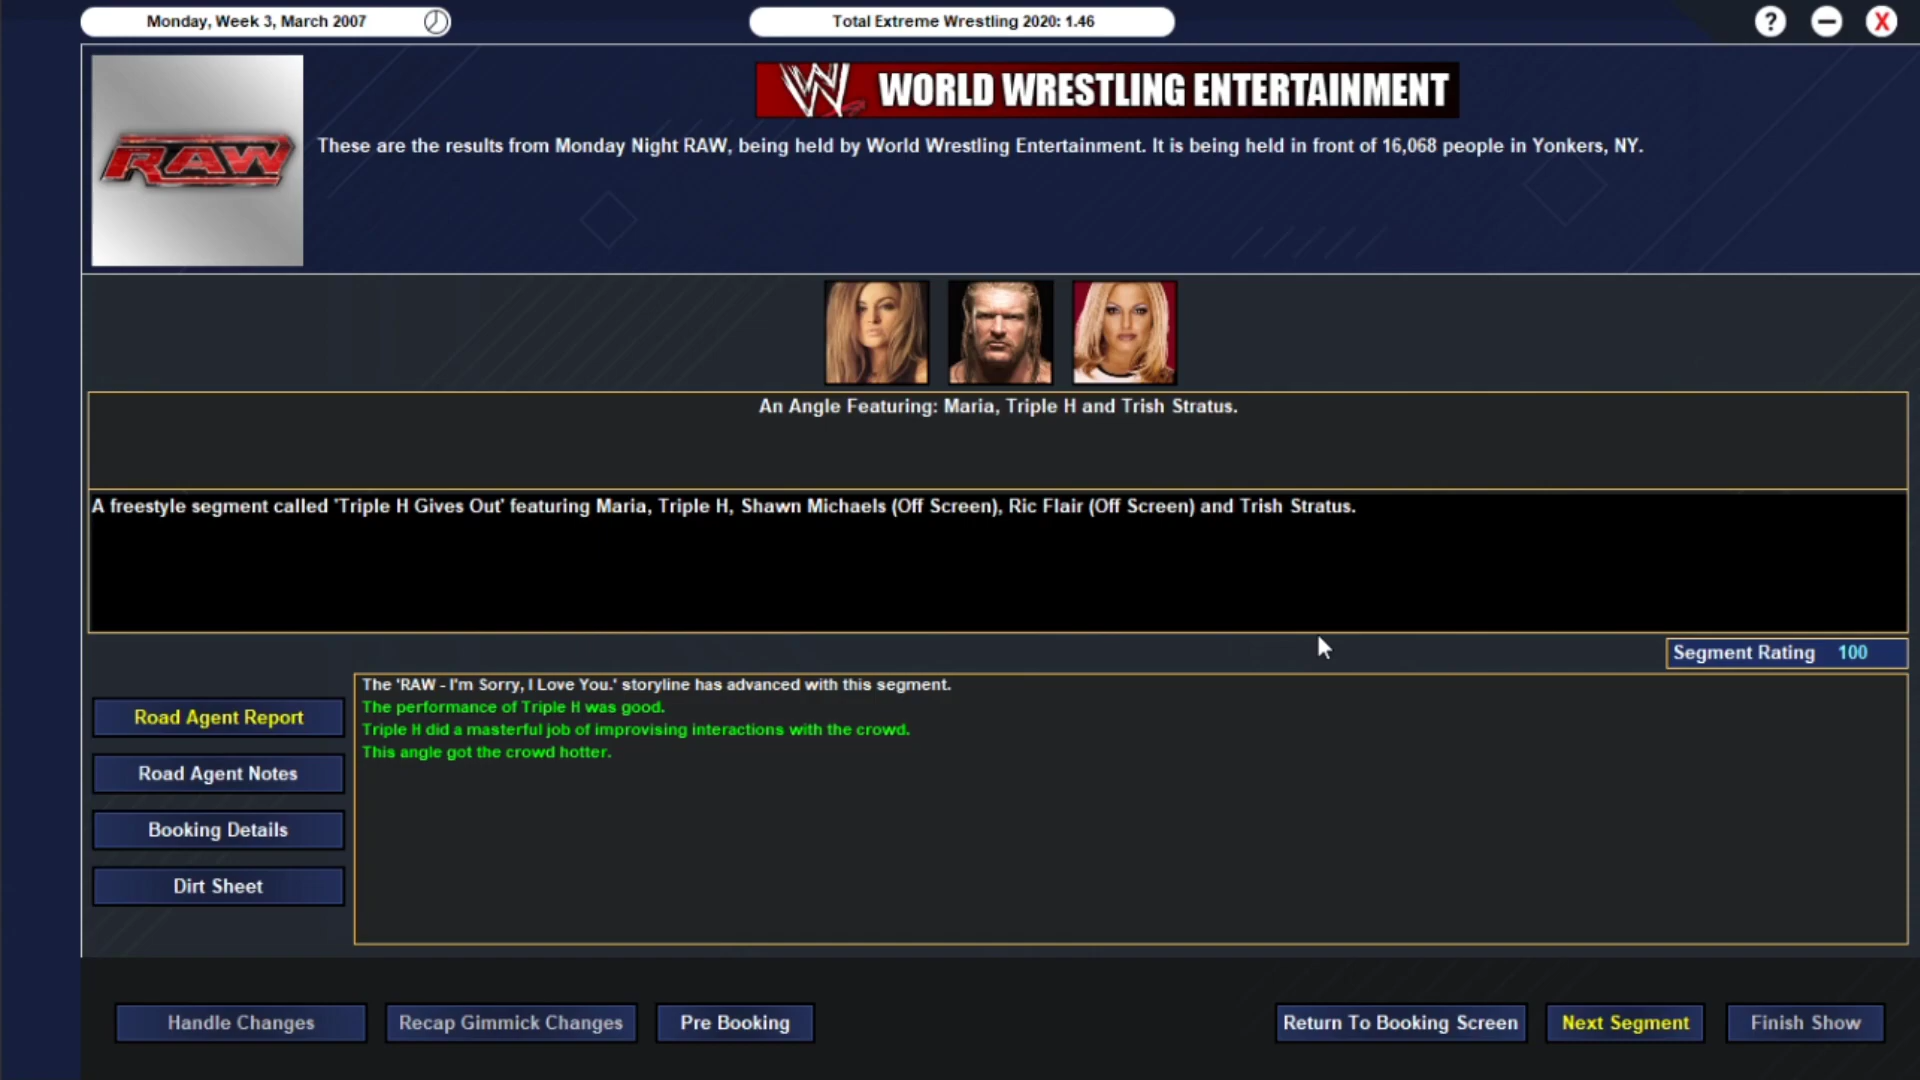 Monday, Week 3, March 2007
Total Extreme Wrestling 2020: 1.46
?
X
W WORLD WRESTLING ENTERTAINMENT
RAW
These are the results from Monday Night RAW, being held by World Wrestling Entertainment. It is being held in front of 16,068 people in Yonkers, NY.
An Angle Featuring: Maria, Triple H and Trish Stratus.
A freestyle segment called 'Triple H Gives Out' featuring Maria, Triple H, Shawn Michaels (Off Screen), Ric Flair (Off Screen) and Trish Stratus.
Segment Rating 100
The 'RAW - I'm Sorry, I Love You.' storyline has advanced with this segment.
The performance of Triple H was good.
Triple H did a masterful job of improvising interactions with the crowd.
This angle got the crowd hotter.
Road Agent Report
Road Agent Notes
Booking Details
Dirt Sheet
Handle Changes
Recap Gimmick Changes
Pre Booking
Return To Booking Screen
Next Segment
Finish Show